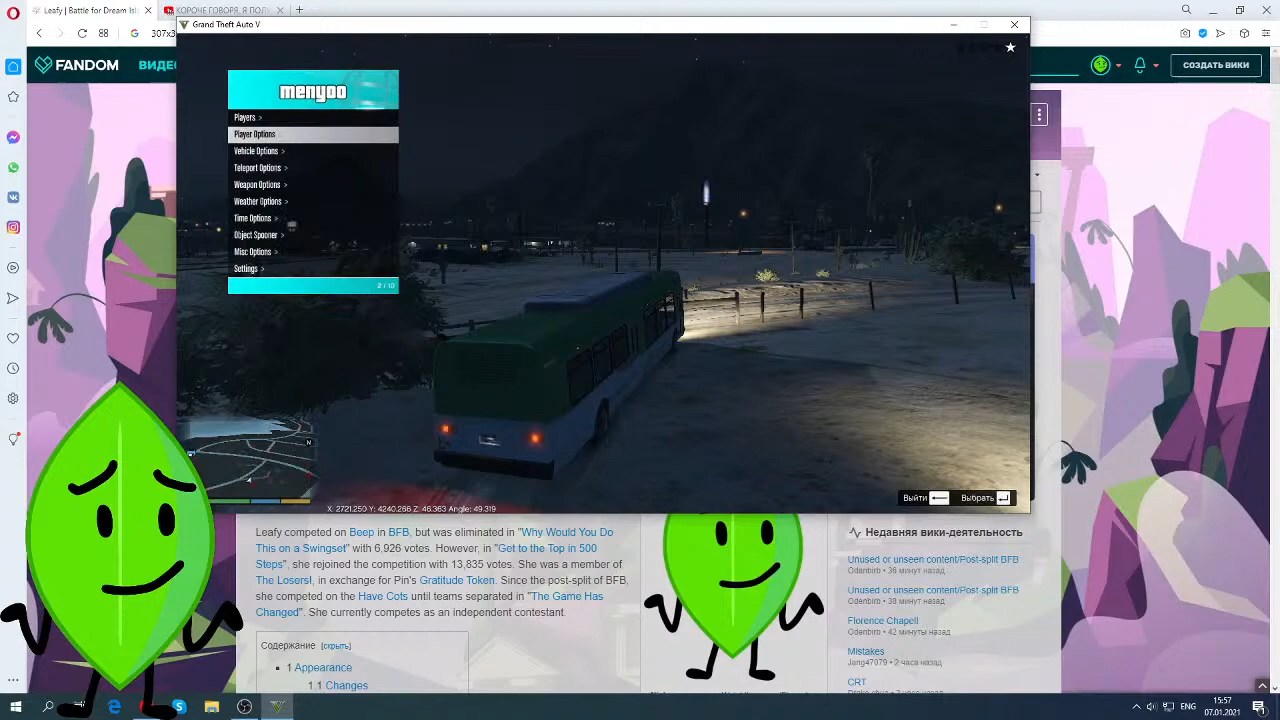 Leafy | Battle for Dream Isl
КОРОЧЕ ГОВОРЯ, Я П
88
307x3
Grand Theft Auto V
FANDOM
ВИДЕО
СОЗДАТЬ ВИКИ
menyoo
Players >
Player Options
Vehicle Options >
Teleport Options >
Weapon Options >
Weather Options >
Time Options >
Object Spooner >
Misc Options >
Settings >
2 / 10
N
X: 2721.250 Y: 4240.266 Z: 46.363 Angle: 49.319
Выйти
Выбрать
Leafy competed on Beep in BFB, but was eliminated in "Why Would You Do
This on a Swingset" with 6,926 votes. However, in "Get to the Top in 500
Steps", she rejoined the competition with 13,835 votes. She was a member of
The Losers!, in exchange for Pin's Gratitude Token. Since the post-split of BFB,
she competed on the Have Cots until teams separated in "The Game Has
Changed". She currently competes as an independent contestant.
Содержание [скрыть]
1 Appearance
1.1 Changes
Недавняя вики-деятельность
Unused or unseen content/Post-split BFB
Odenbirb • 36 минут назад
Unused or unseen content/Post-split BFB
Odenbirb • 38 минут назад
Florence Chapell
Odenbirb • 42 минуты назад
Mistakes
Jang47079 • 2 часа назад
CRT
ENG
15:57
07.01.2021